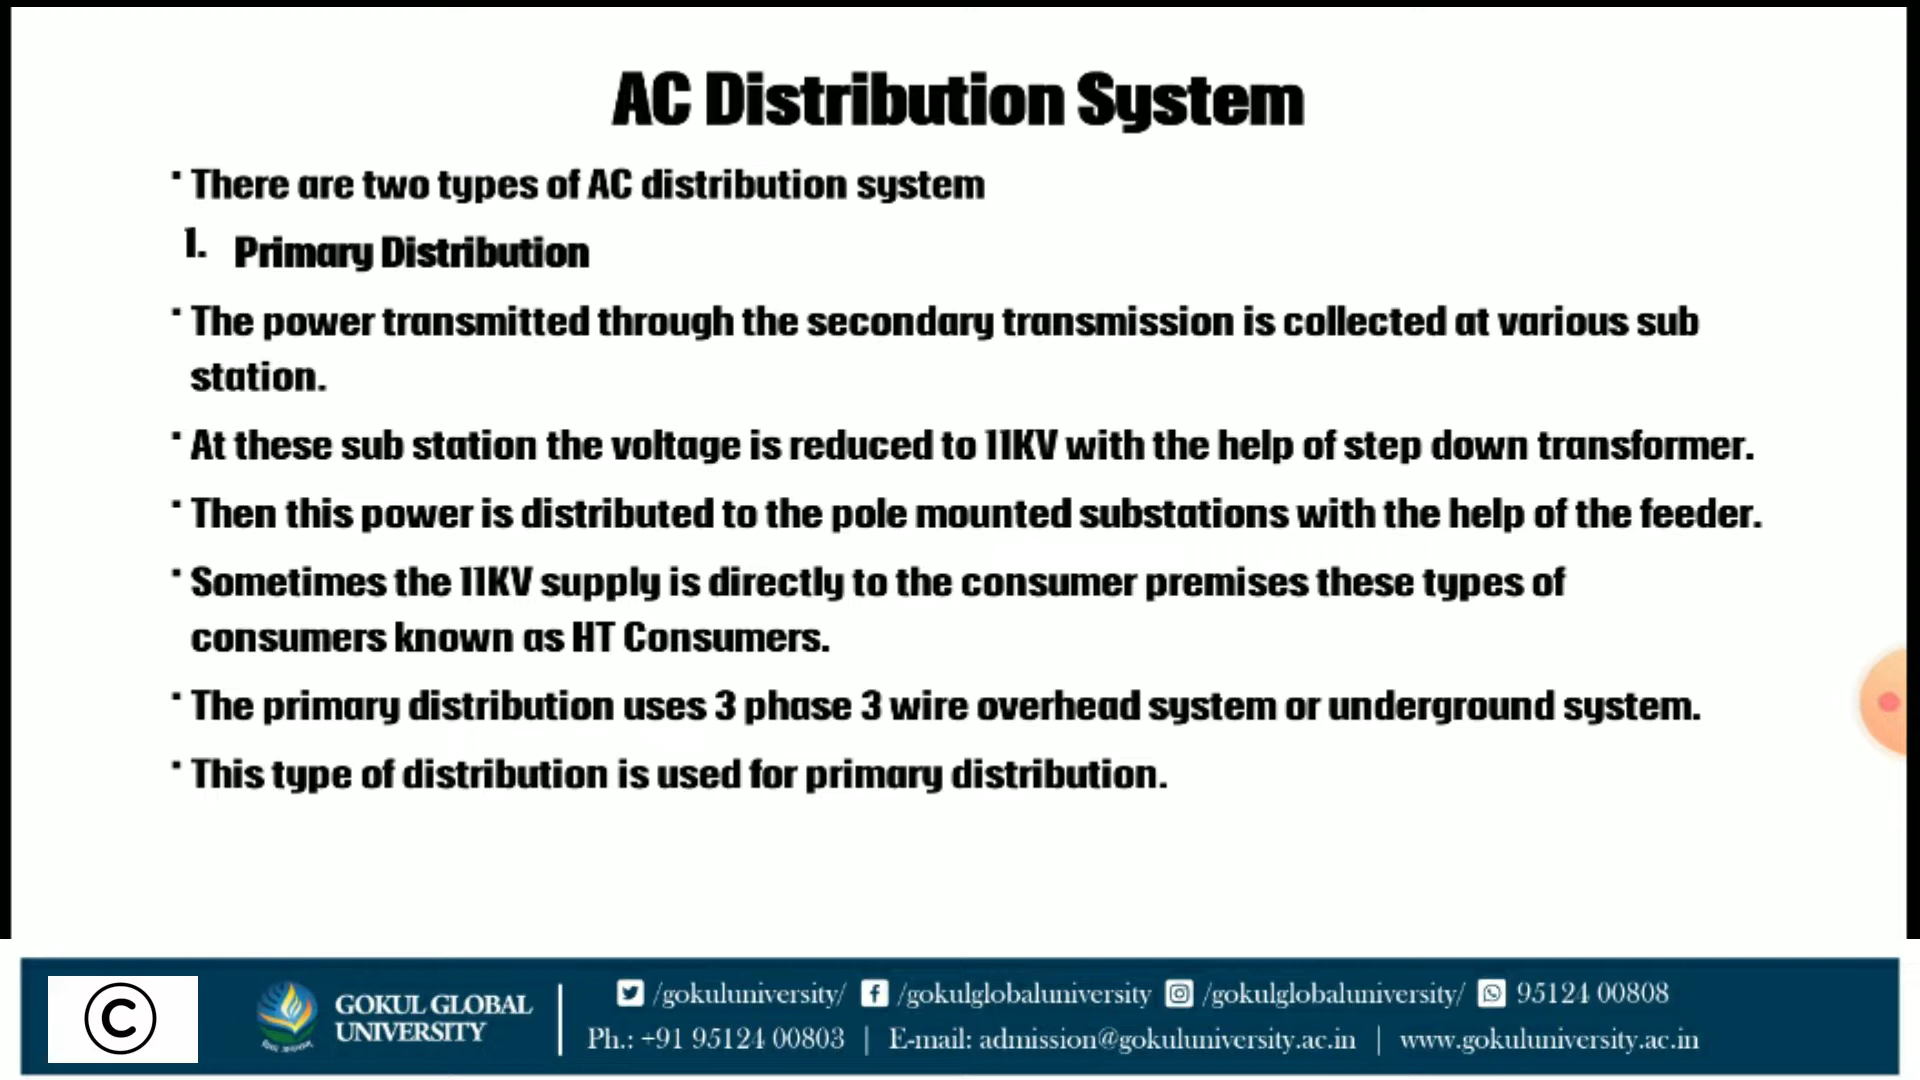 AC Distribution System
· There are two types of AC distribution system
1. Primary Distribution
· The power transmitted through the secondary transmission is collected at various sub
station.
· At these sub station the voltage is reduced to 11KV with the help of step down transformer.
· Then this power is distributed to the pole mounted substations with the help of the feeder.
· Sometimes the 11KV supply is directly to the consumer premises these types of
consumers known as HT Consumers.
· The primary distribution uses 3 phase 3 wire overhead system or underground system.
· This type of distribution is used for primary distribution.
©
GOKUL GLOBAL
UNIVERSITY
/gokuluniversity/ /gokulglobaluniversity /gokulglobaluniversity/ 95124 00808
Ph.: +91 95124 00803 | E-mail: admission@gokuluniversity.ac.in | www.gokuluniversity.ac.in